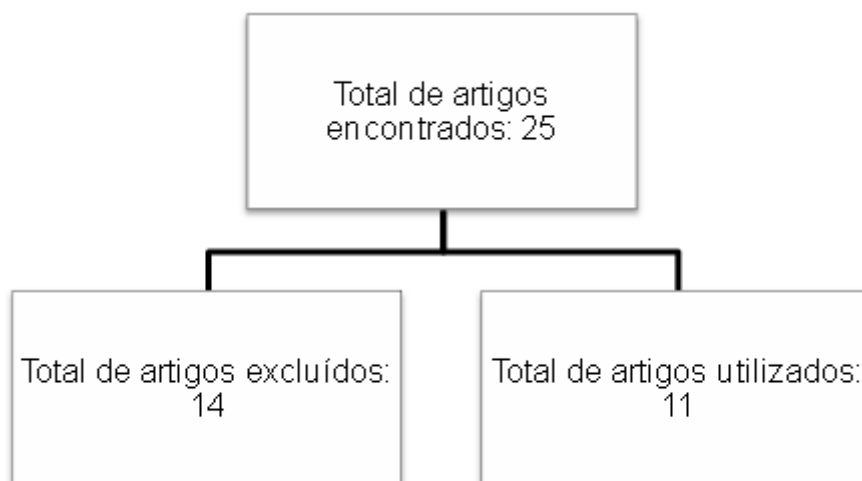 Total de artigos
encontrados: 25
Total de artigos excluídos:
14
Total de artigos utilizados:
11